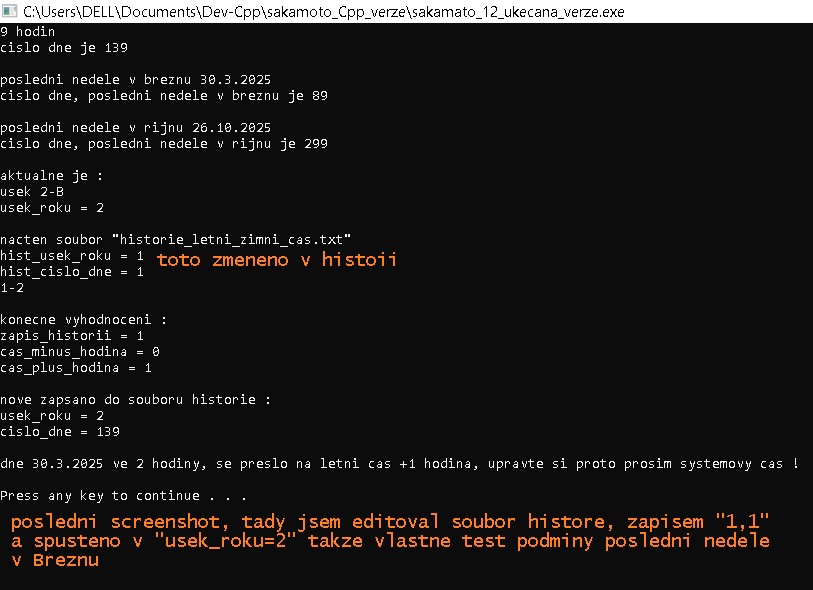 C:\Users\DELL\Documents\Dev-Cpp\sakamoto_Cpp_verze\sakamato_12_ukecana_verze.exe
9 hodin
cislo dne je 139
posledni nedele v breznu 30.3.2025
cislo dne, posledni nedele v breznu je 89
posledni nedele v rijnu 26.10.2025
cislo dne, posledni nedele v rijnu je 299
aktualne je :
usek 2-B
usek_roku = 2
nacten soubor "historie_letni_zimni_cas.txt"
hist_usek_roku = 1 toto zmeneno v histoii
hist_cislo_dne = 1
1-2
konecne vyhodnoceni :
zapis_historii = 1
cas_minus_hodina = 0
cas_plus_hodina = 1
nove zapsano do souboru historie :
usek_roku = 2
cislo_dne = 139
dne 30.3.2025 ve 2 hodiny, se preslo na letni cas +1 hodina, upravte si proto prosim systemovy cas !
Press any key to continue . . .
posledni screenshot, tady jsem editoval soubor histore, zapisem "1,1"
a spusteno v "usek_roku=2" takze vlastne test podminy posledni nedele
v Breznu